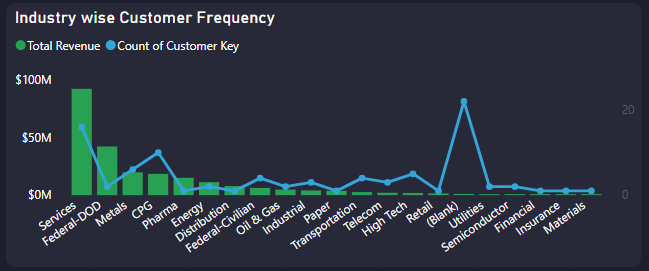 Industry wise Customer Frequency
Total Revenue Count of Customer Key
$100M
$50M
$0M
20
0
Services
Federal-DOD
Metals
CPG
Pharma
Energy
Distribution
Federal-Civilian
Oil & Gas
Industrial
Paper
Transportation
Telecom
High Tech
Retail
(Blank)
Utilities
Semiconductor
Financial
Insurance
Materials